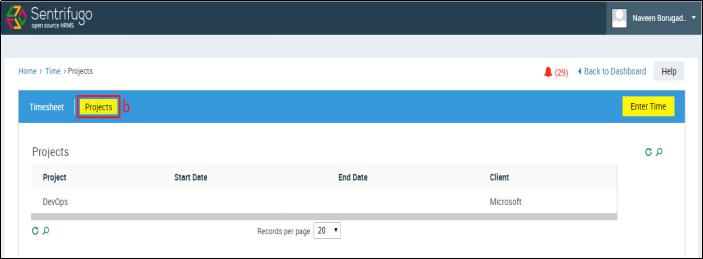 Sentrifugo
open source HRMS
Naveen Borugad..
Home > Time > Projects
(29) Back to Dashboard Help
Timesheet Projects b Enter Time
Projects
Project Start Date End Date Client
DevOps Microsoft
Records per page 20